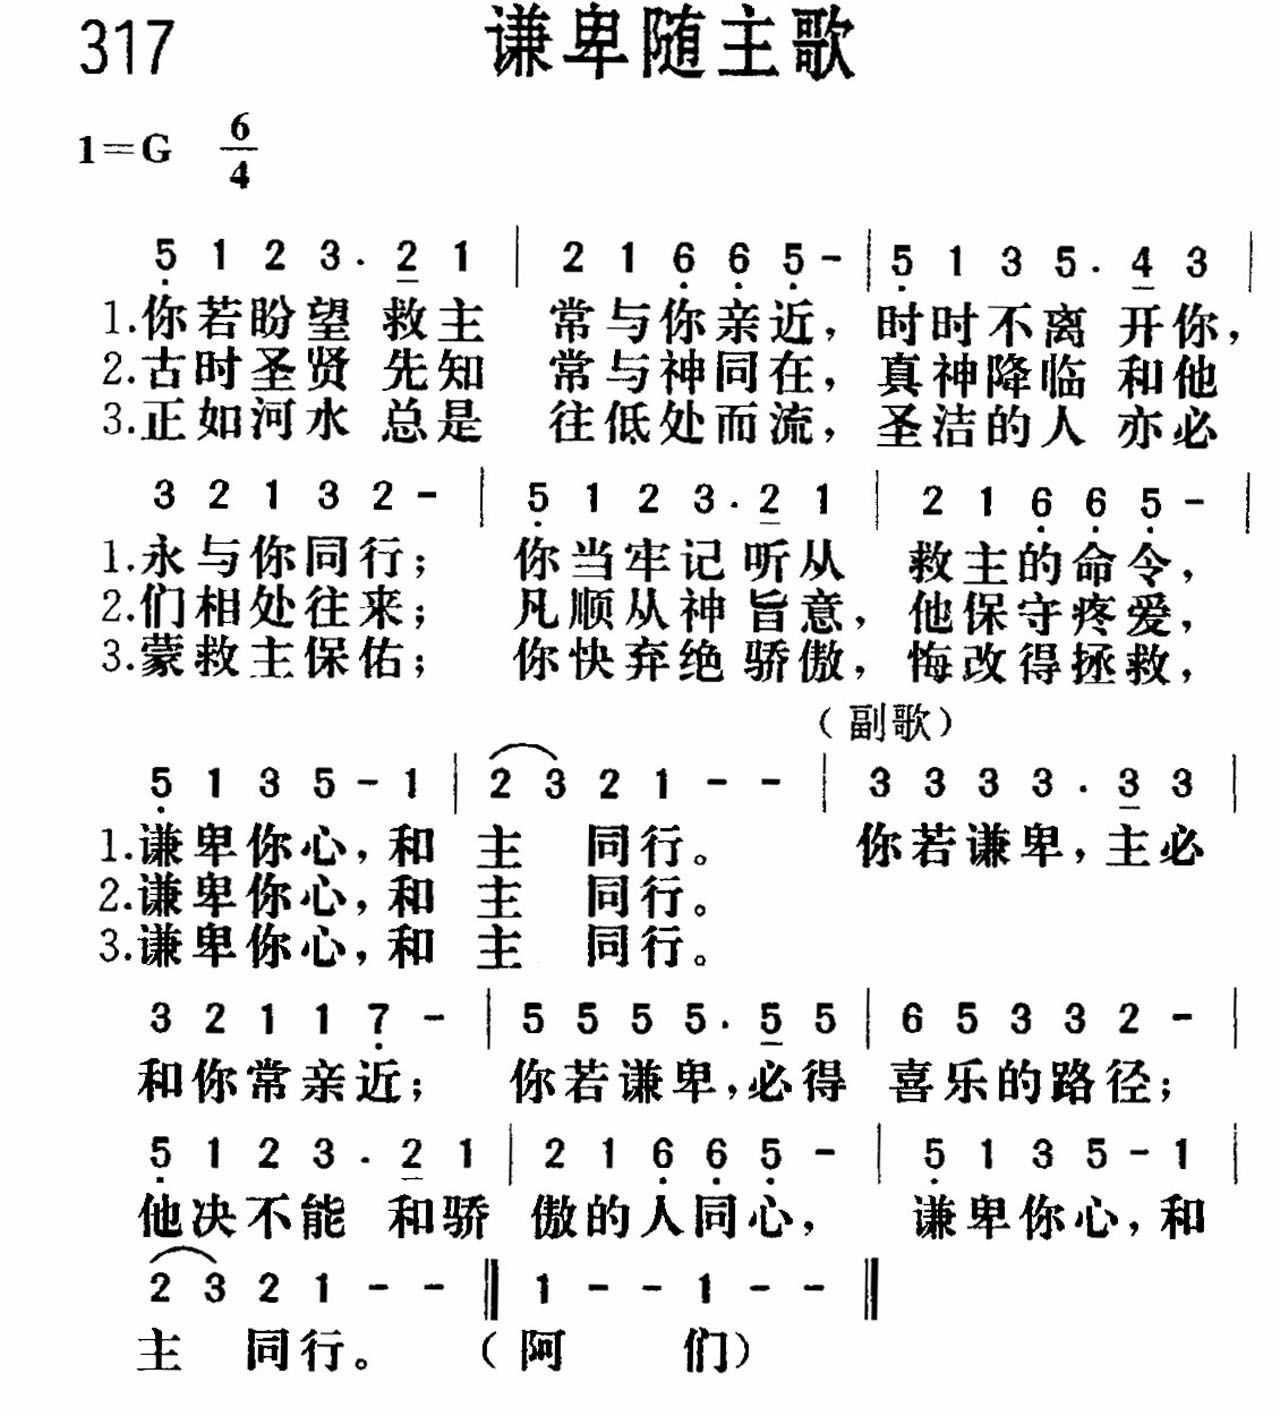 317 谦卑随主歌
1=G 6/4
5 1 2 3 . 2 1 | 2 1 6 6 5 - | 5 1 3 5 . 4 3 |
1.你若盼望 救主 常与你亲近，时时不离 开你，
2.古时圣贤 先知 常与神同在，真神降临 和他
3.正如河水 总是 往低处而流，圣洁的人 亦必
3 2 1 3 2 - | 5 1 2 3 . 2 1 | 2 1 6 6 5 - |
1.永与你同行； 你当牢记 听从 救主的命令，
2.们相处往来； 凡顺从神 旨意，他保守疼爱，
3.蒙救主保佑； 你快弃绝 骄傲，悔改得拯救，
（副歌）
5 1 3 5 - 1 | 2 3 2 1 - - | 3 3 3 3 . 3 3 |
1.谦卑你心，和 主 同行。 你若谦卑，主必
2.谦卑你心，和 主 同行。
3.谦卑你心，和 主 同行。
3 2 1 1 7 - | 5 5 5 5 . 5 5 | 6 5 3 3 2 - |
和你常亲近； 你若谦卑，必得 喜乐的路径；
5 1 2 3 . 2 1 | 2 1 6 6 5 - | 5 1 3 5 - 1 |
他决不能 和骄 傲的人同心， 谦卑你心，和
2 3 2 1 - - ‖ 1 - - 1 - - ‖
主 同行。 （阿 们）